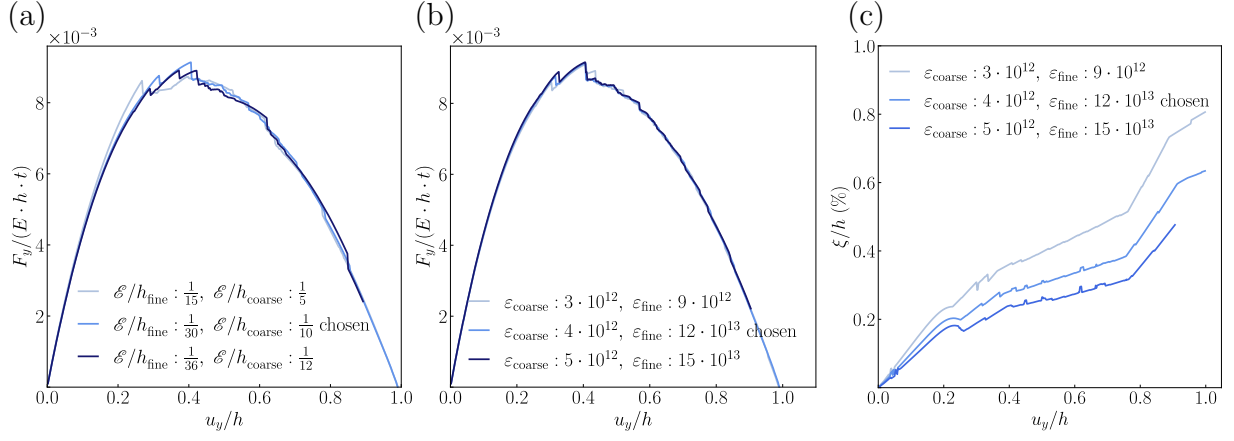 (a)
×10⁻³
8
6
4
2
0
F_y/(E · h · t)
ℰ/h_fine : 1/15, ℰ/h_coarse : 1/5
ℰ/h_fine : 1/30, ℰ/h_coarse : 1/10 chosen
ℰ/h_fine : 1/36, ℰ/h_coarse : 1/12
0.0 0.2 0.4 0.6 0.8 1.0
u_y/h
(b)
×10⁻³
8
6
4
2
0
F_y/(E · h · t)
ε_coarse : 3 · 10¹², ε_fine : 9 · 10¹²
ε_coarse : 4 · 10¹², ε_fine : 12 · 10¹³ chosen
ε_coarse : 5 · 10¹², ε_fine : 15 · 10¹³
0.0 0.2 0.4 0.6 0.8 1.0
u_y/h
(c)
1.0
0.8
0.6
0.4
0.2
ξ/h (%)
ε_coarse : 3 · 10¹², ε_fine : 9 · 10¹²
ε_coarse : 4 · 10¹², ε_fine : 12 · 10¹³ chosen
ε_coarse : 5 · 10¹², ε_fine : 15 · 10¹³
0.0 0.2 0.4 0.6 0.8 1.0
u_y/h